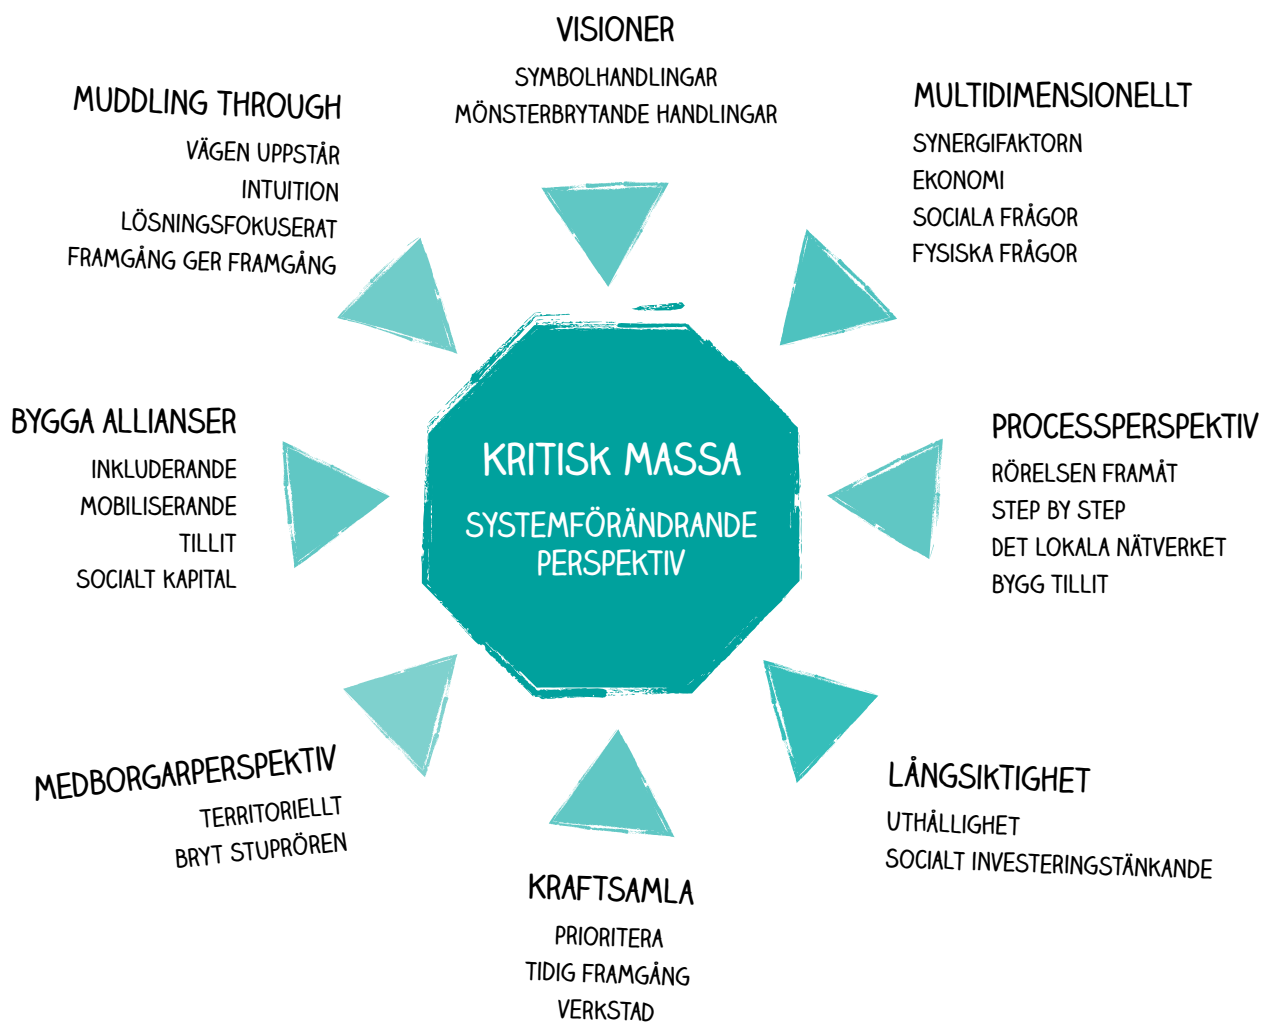 VISIONER
SYMBOLHANDLINGAR
MÖNSTERBRYTANDE HANDLINGAR
MULTIDIMENSIONELLT
SYNERGIFAKTORN
EKONOMI
SOCIALA FRÅGOR
FYSISKA FRÅGOR
PROCESSPERSPEKTIV
RÖRELSEN FRAMÅT
STEP BY STEP
DET LOKALA NÄTVERKET
BYGG TILLIT
LÅNGSIKTIGHET
UTHÅLLIGHET
SOCIALT INVESTERINGSTÄNKANDE
KRAFTSAMLA
PRIORITERA
TIDIG FRAMGÅNG
VERKSTAD
MEDBORGARPERSPEKTIV
TERRITORIELLT
BRYT STUPRÖREN
BYGGA ALLIANSER
INKLUDERANDE
MOBILISERANDE
TILLIT
SOCIALT KAPITAL
MUDDLING THROUGH
VÄGEN UPPSTÅR
INTUITION
LÖSNINGSFOKUSERAT
FRAMGÅNG GER FRAMGÅNG
KRITISK MASSA
SYSTEMFÖRÄNDRANDE
PERSPEKTIV